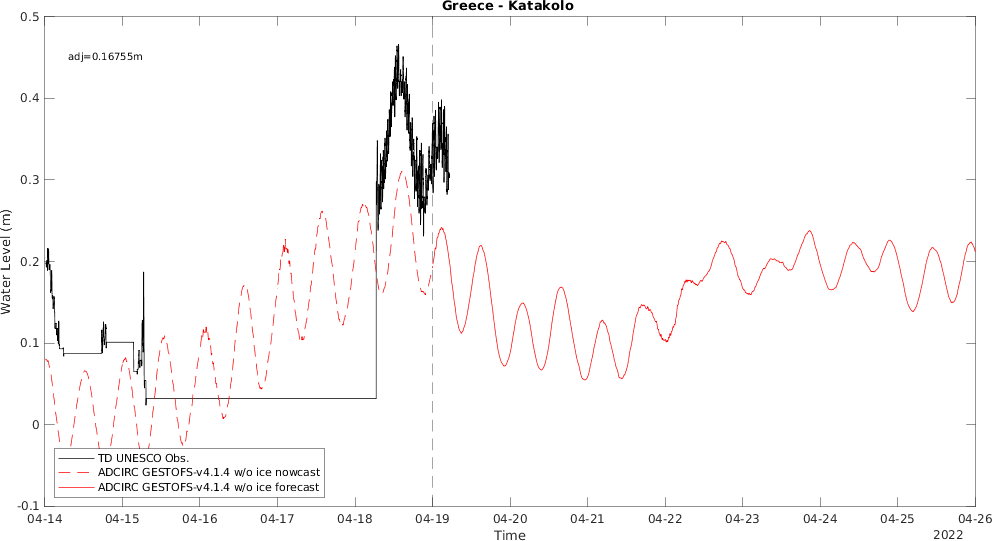 Greece - Katakolo
adj=0.16755m
0.5
0.4
0.3
0.2
0.1
0
-0.1
Water Level (m)
TD UNESCO Obs.
ADCIRC GESTOFS-v4.1.4 w/o ice nowcast
ADCIRC GESTOFS-v4.1.4 w/o ice forecast
04-14 04-15 04-16 04-17 04-18 04-19 04-20 04-21 04-22 04-23 04-24 04-25 04-26
Time
2022